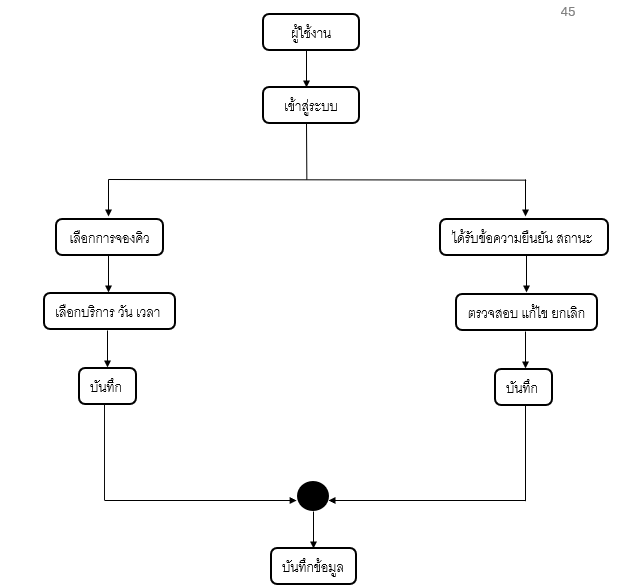 45
ผู้ใช้งาน
เข้าสู่ระบบ
เลือกการจองคิว
ได้รับข้อความยืนยัน สถานะ
เลือกบริการ วัน เวลา
ตรวจสอบ แก้ไข ยกเลิก
บันทึก
บันทึก
บันทึกข้อมูล